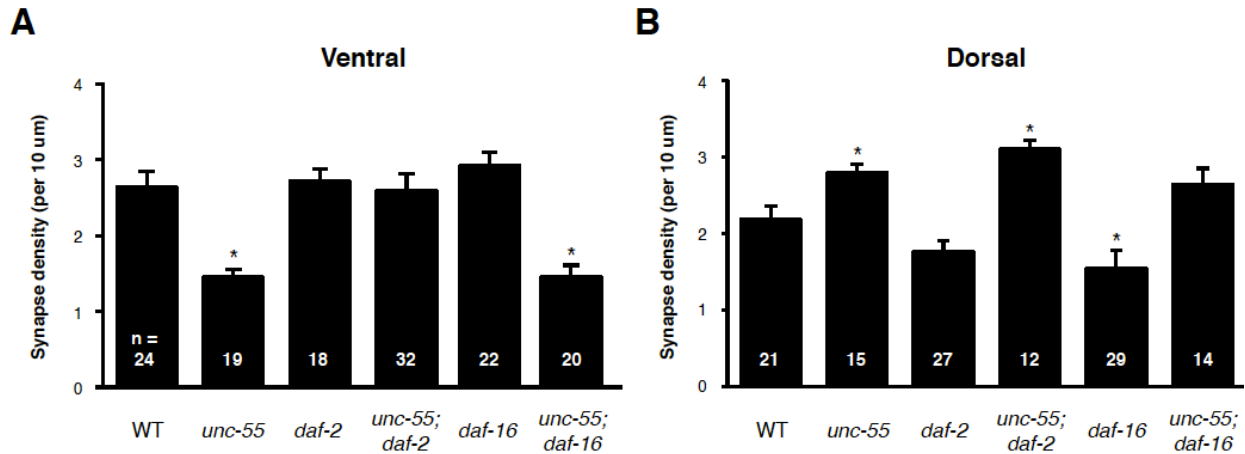 A
Ventral
Synapse density (per 10 um)
4
3
2
1
0
*
*
n =
24
19
18
32
22
20
WT
unc-55
daf-2
unc-55;
daf-2
daf-16
unc-55;
daf-16
B
Dorsal
Synapse density (per 10 um)
4
3
2
1
0
*
*
*
21
15
27
12
29
14
WT
unc-55
daf-2
unc-55;
daf-2
daf-16
unc-55;
daf-16